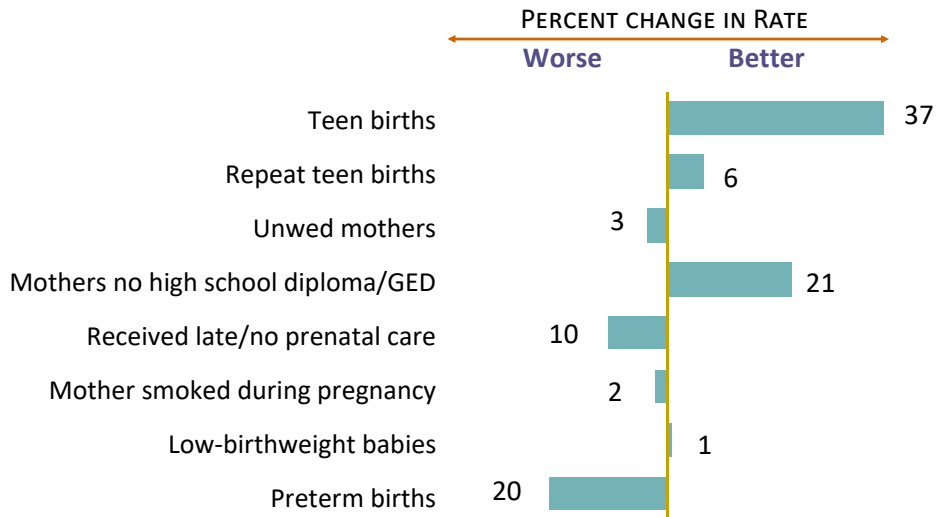 PERCENT CHANGE IN RATE
Worse Better
Teen births 37
Repeat teen births 6
Unwed mothers 3
Mothers no high school diploma/GED 21
Received late/no prenatal care 10
Mother smoked during pregnancy 2
Low-birthweight babies 1
Preterm births 20